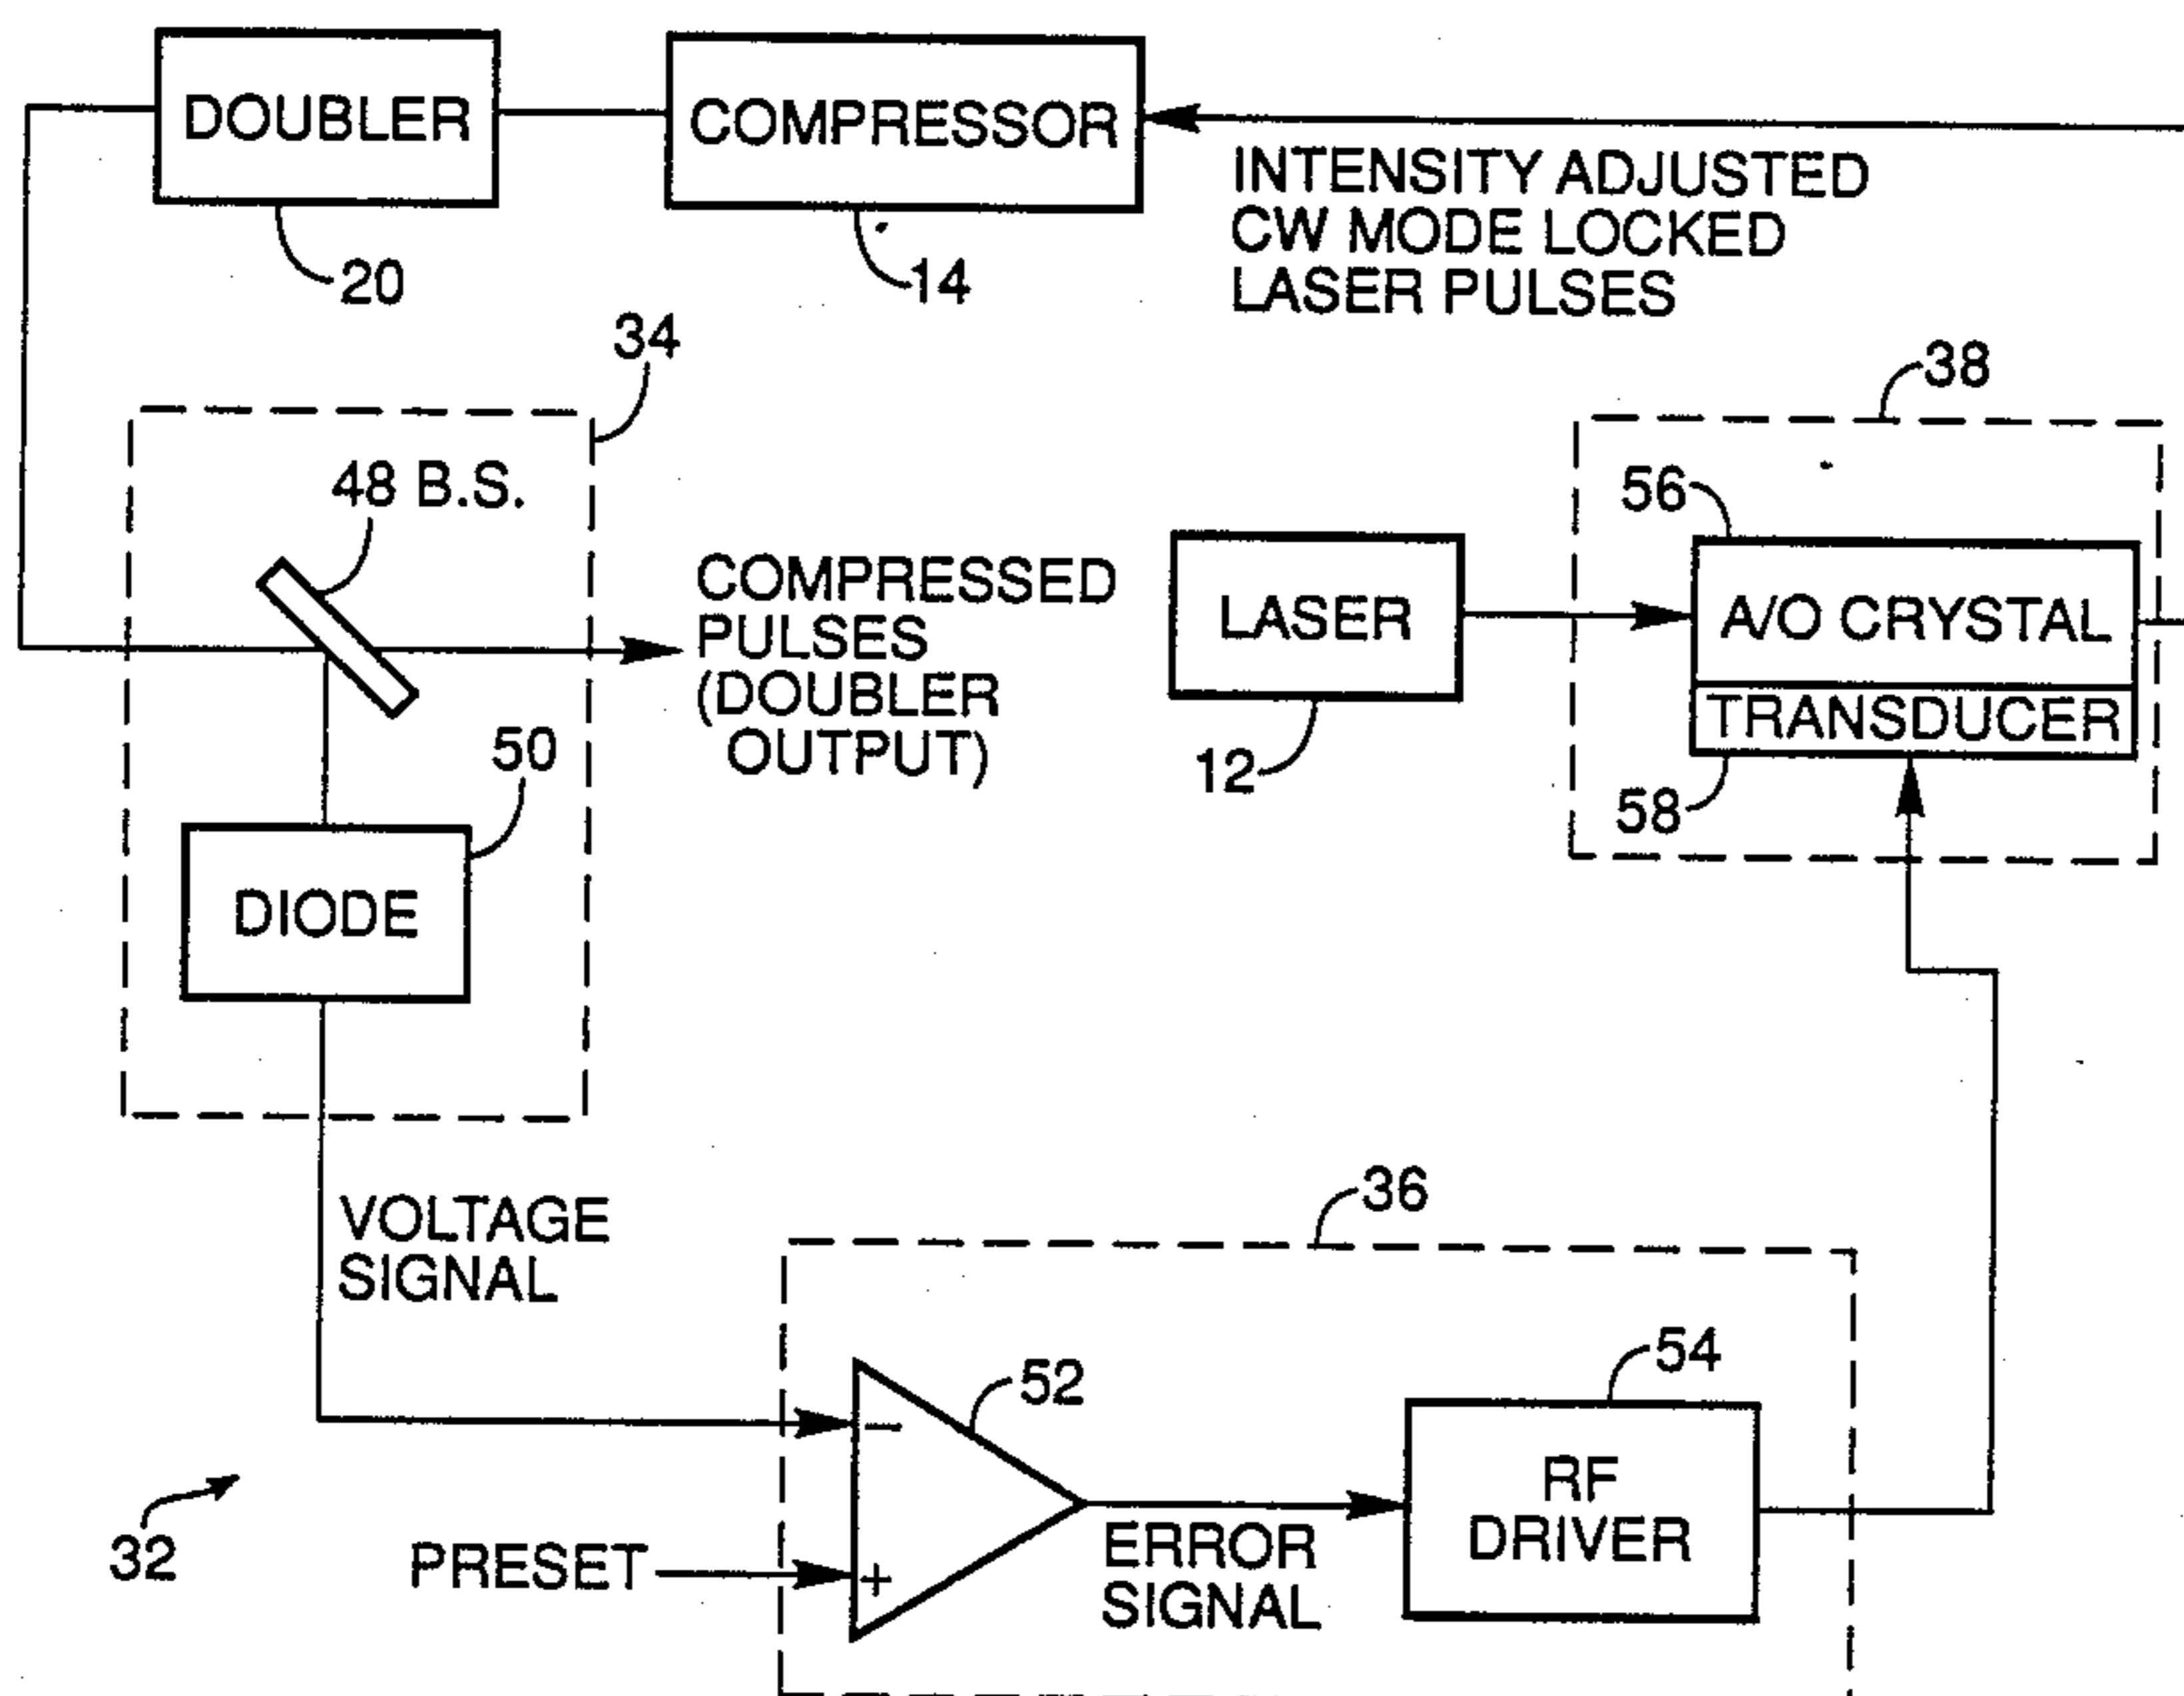 DOUBLER
COMPRESSOR
INTENSITY ADJUSTED
CW MODE LOCKED
LASER PULSES
20
14
34
38
48 B.S.
56
COMPRESSED
PULSES
(DOUBLER
OUTPUT)
LASER
A/O CRYSTAL
TRANSDUCER
50
12
58
DIODE
VOLTAGE
SIGNAL
36
52
54
−
RF
DRIVER
32
PRESET
+
ERROR
SIGNAL